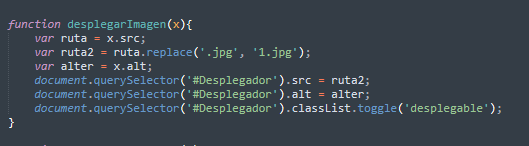 function desplegarImagen(x){
var ruta = x.src;
var ruta2 = ruta.replace('.jpg', '1.jpg');
var alter = x.alt;
document.querySelector('#Desplegador').src = ruta2;
document.querySelector('#Desplegador').alt = alter;
document.querySelector('#Desplegador').classList.toggle('desplegable');
}